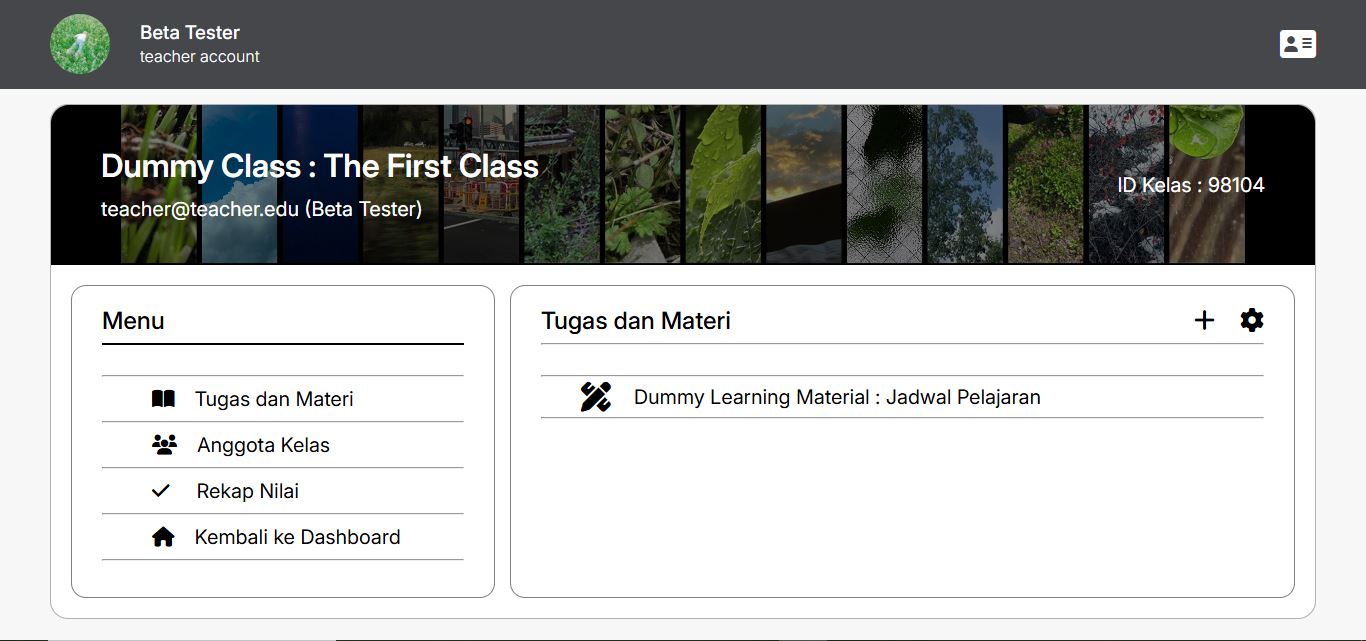 Beta Tester
teacher account
Dummy Class : The First Class
teacher@teacher.edu (Beta Tester)
ID Kelas : 98104
Menu
Tugas dan Materi
Anggota Kelas
Rekap Nilai
Kembali ke Dashboard
Tugas dan Materi
Dummy Learning Material : Jadwal Pelajaran